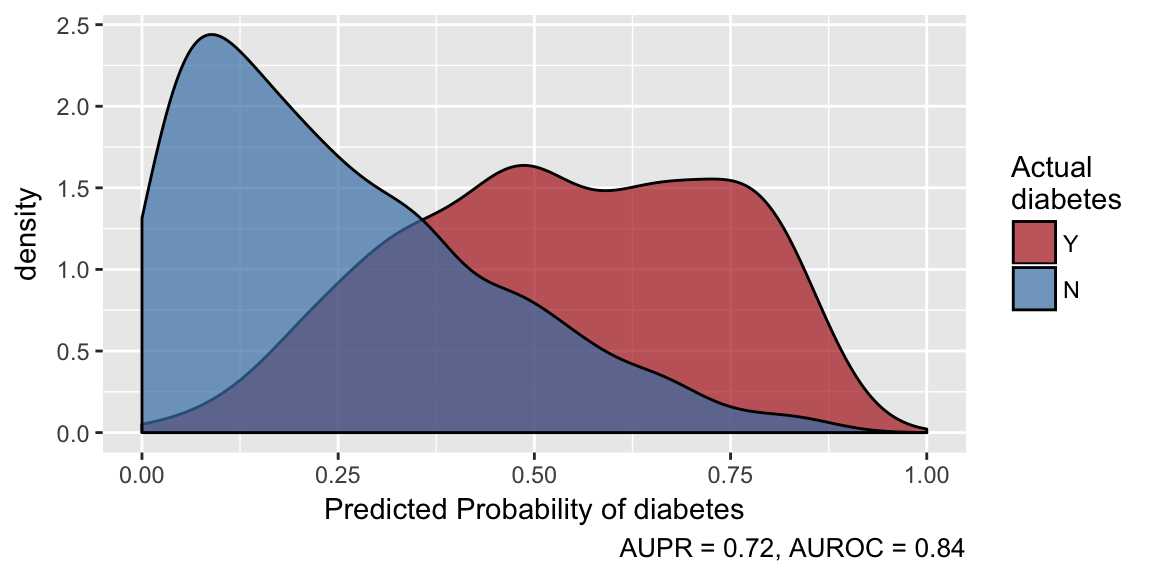 2.5
2.0
1.5
1.0
0.5
0.0
density
0.00 0.25 0.50 0.75 1.00
Predicted Probability of diabetes
AUPR = 0.72, AUROC = 0.84
Actual
diabetes
Y
N